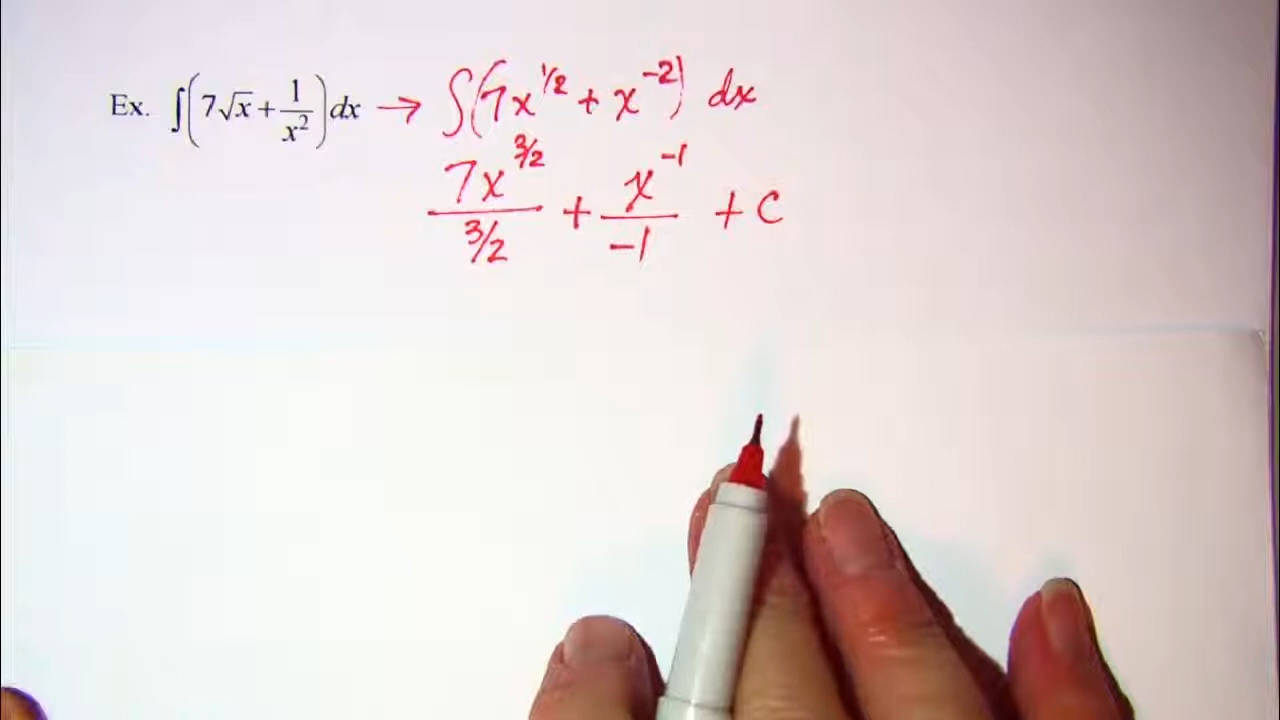 Ex. ∫(7√x + 1/x²)dx → ∫(7x^1/2 + x^-2) dx
7x^3/2 / 3/2 + x^-1 / -1 + C